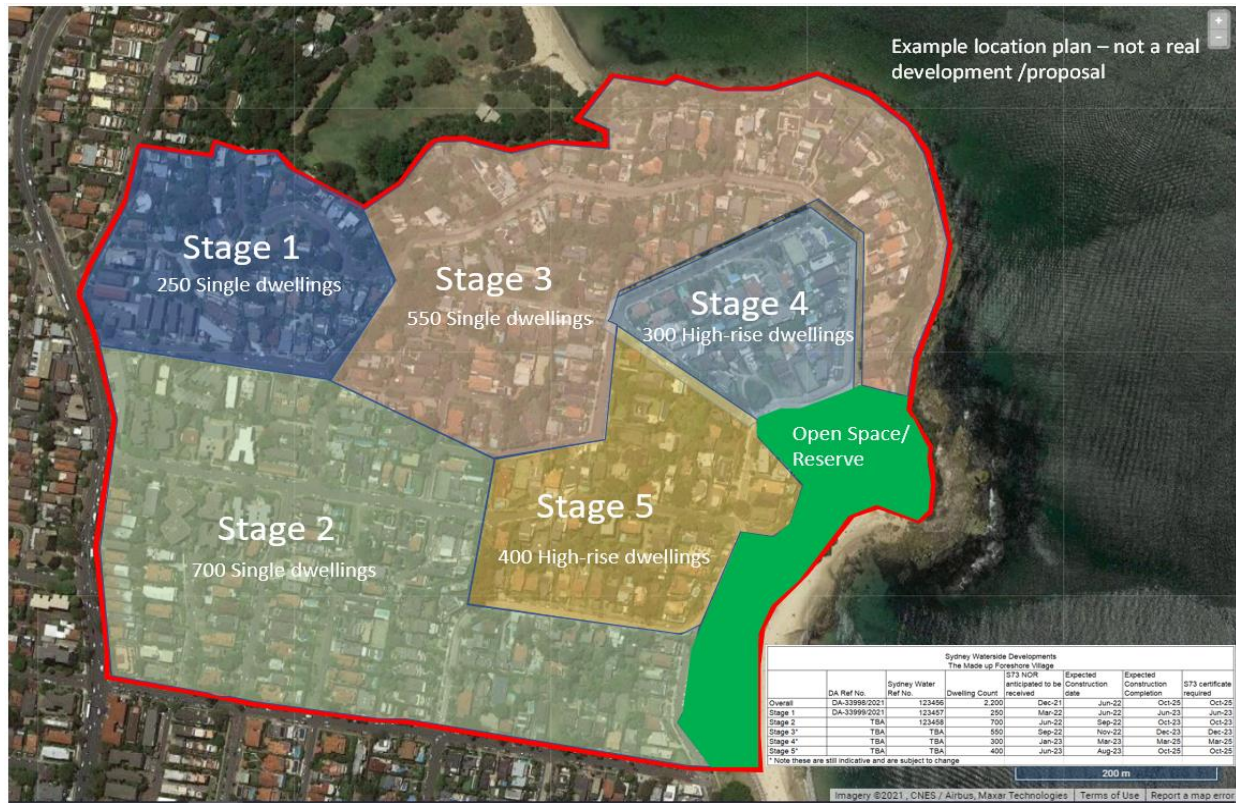 Example location plan – not a real
development /proposal
+
−
Stage 1
250 Single dwellings
Stage 3
550 Single dwellings
Stage 4
300 High-rise dwellings
Open Space/
Reserve
Stage 5
400 High-rise dwellings
Stage 2
700 Single dwellings
Sydney Waterside Developments
The Made up Foreshore Village
DA Ref No. Sydney Water Ref No. Dwelling Count S73 NOR anticipated to be received Expected Construction date Expected Construction Completion S73 certificate required
Overall DA-33998/2021 123456 2,200 Dec-21 Jun-22 Oct-25 Oct-25
Stage 1 DA-33999/2021 123457 250 Mar-22 Jun-22 Jun-23 Jun-23
Stage 2 TBA 123458 700 Jun-22 Sep-22 Oct-23 Oct-23
Stage 3* TBA TBA 550 Sep-22 Nov-22 Dec-23 Dec-23
Stage 4* TBA TBA 300 Jan-23 Mar-23 Mar-25 Mar-25
Stage 5* TBA TBA 400 Jun-23 Aug-23 Oct-25 Oct-25
* Note these are still indicative and are subject to change
200 m
Imagery ©2021 , CNES / Airbus, Maxar Technologies Terms of Use Report a map error